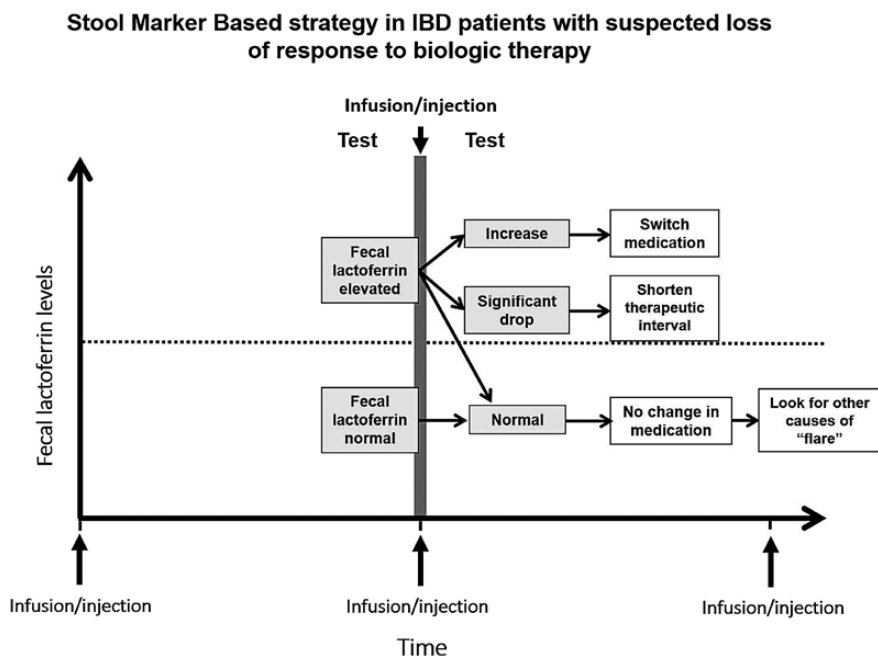 Stool Marker Based strategy in IBD patients with suspected loss
of response to biologic therapy
Infusion/injection
Test
Test
Fecal lactoferrin levels
Fecal
lactoferrin
elevated
Increase
Switch
medication
Significant
drop
Shorten
therapeutic
interval
Fecal
lactoferrin
normal
Normal
No change in
medication
Look for other
causes of
“flare”
Infusion/injection
Infusion/injection
Infusion/injection
Time